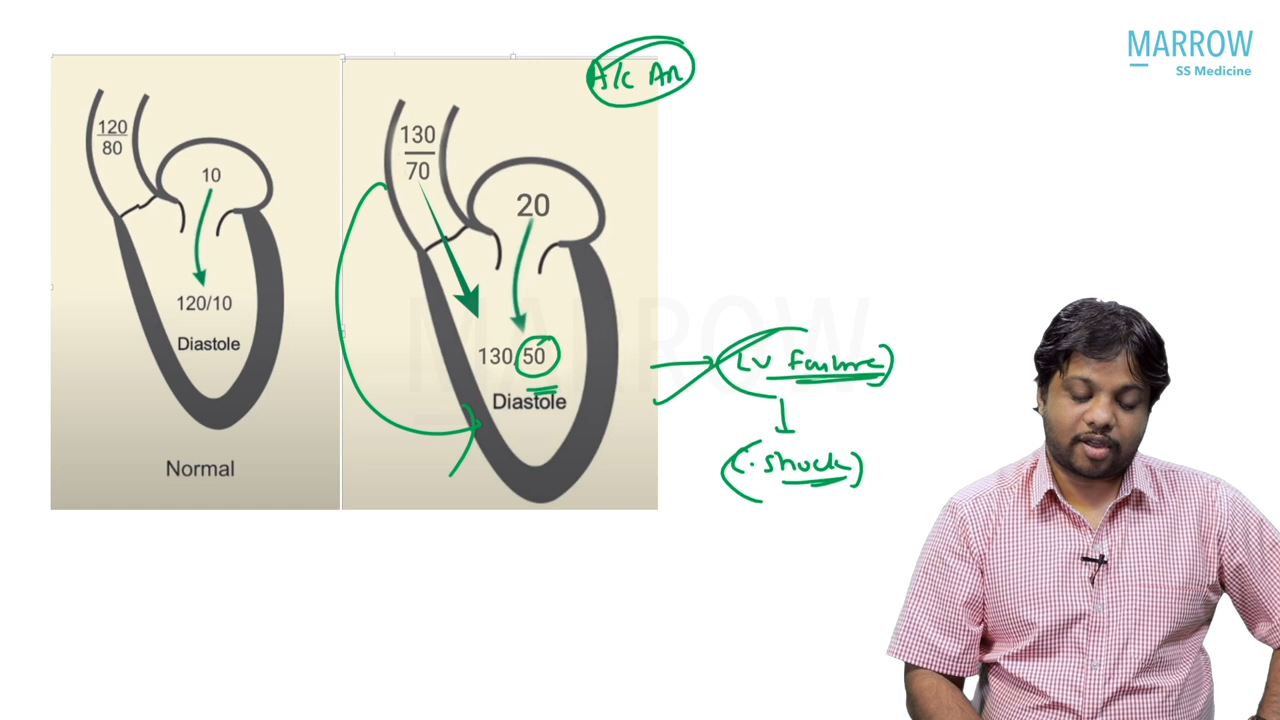 MARROW
SS Medicine
A/c AR
120
80
10
120/10
Diastole
Normal
130
70
20
130/50
Diastole
MARROW
LV Failure
C. Shock